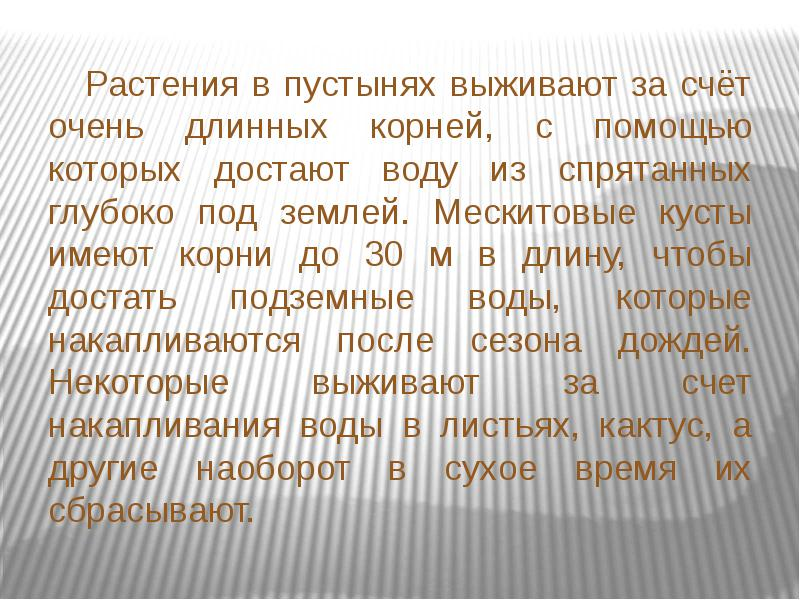 Растения в пустынях выживают за счёт
очень длинных корней, с помощью
которых достают воду из спрятанных
глубоко под землей. Мескитовые кусты
имеют корни до 30 м в длину, чтобы
достать подземные воды, которые
накапливаются после сезона дождей.
Некоторые выживают за счет
накапливания воды в листьях, кактус, а
другие наоборот в сухое время их
сбрасывают.